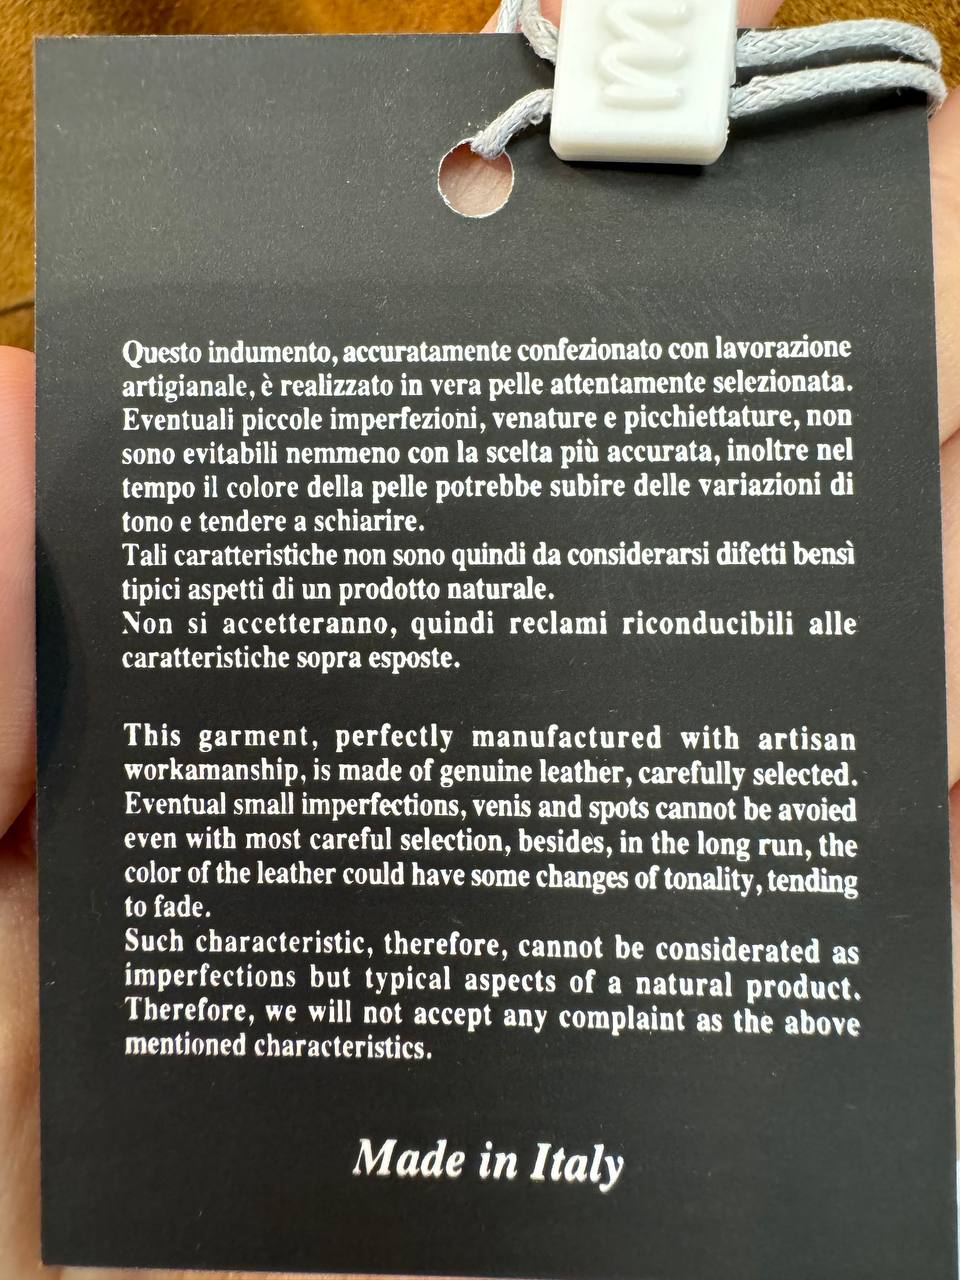 Questo indumento, accuratamente confezionato con lavorazione
artigianale, è realizzato in vera pelle attentamente selezionata.
Eventuali piccole imperfezioni, venature e picchiettature, non
sono evitabili nemmeno con la scelta più accurata, inoltre nel
tempo il colore della pelle potrebbe subire delle variazioni di
tono e tendere a schiarire.
Tali caratteristiche non sono quindi da considerarsi difetti bensì
tipici aspetti di un prodotto naturale.
Non si accetteranno, quindi reclami riconducibili alle
caratteristiche sopra esposte.
This garment, perfectly manufactured with artisan
workamanship, is made of genuine leather, carefully selected.
Eventual small imperfections, venis and spots cannot be avoied
even with most careful selection, besides, in the long run, the
color of the leather could have some changes of tonality, tending
to fade.
Such characteristic, therefore, cannot be considerated as
imperfections but typical aspects of a natural product.
Therefore, we will not accept any complaint as the above
mentioned characteristics.
Made in Italy